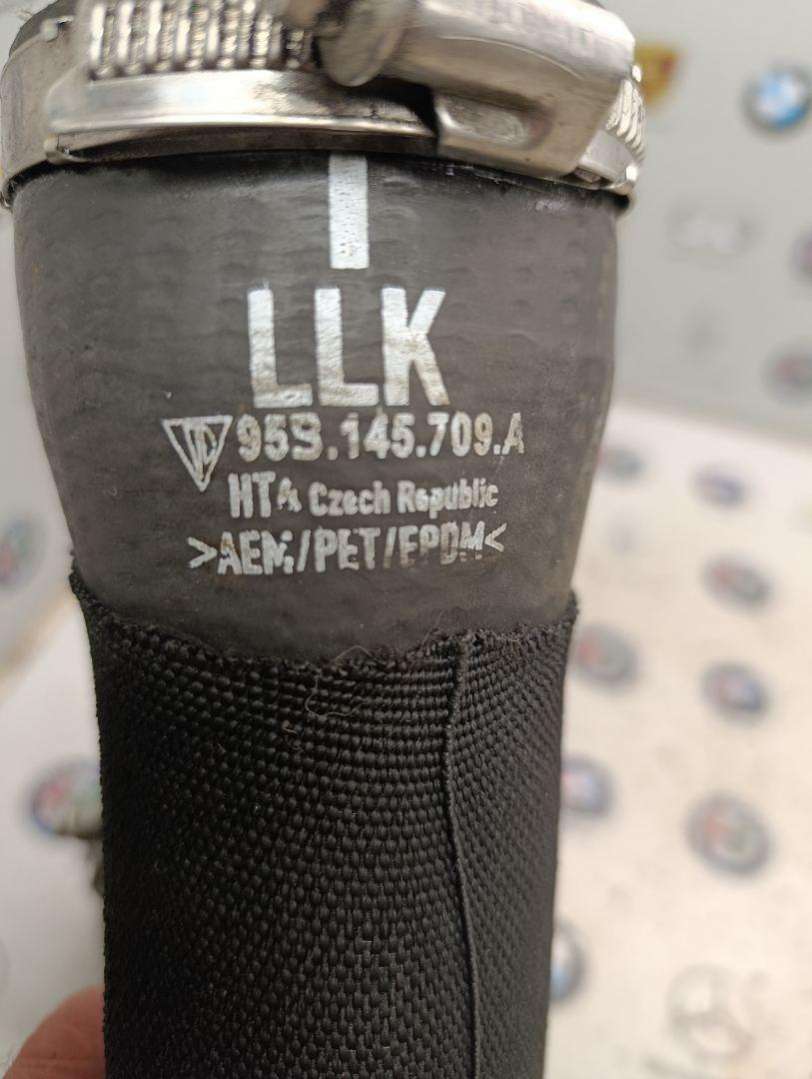 LLK
95B.145.709.A
HTA Czech Republic
>AEM/PET/EPDM<